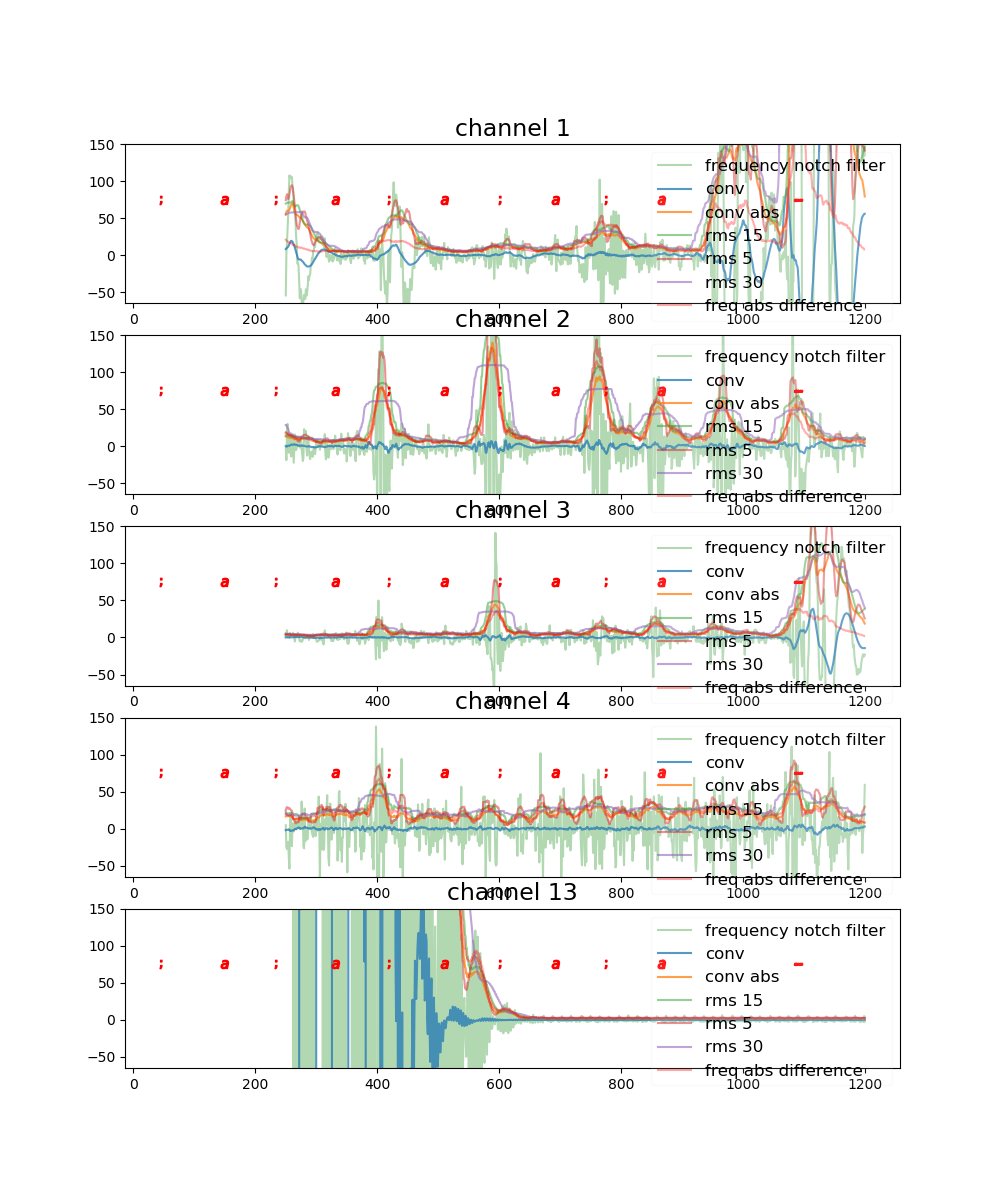 channel 1
150
100
50
0
−50
; a ; a ; a ; a ; a −
frequency notch filter
conv
conv abs
rms 15
rms 5
rms 30
freq abs difference
0 200 400 600 800 1000 1200
channel 2
150
100
50
0
−50
; a ; a ; a ; a ; a −
frequency notch filter
conv
conv abs
rms 15
rms 5
rms 30
freq abs difference
0 200 400 600 800 1000 1200
channel 3
150
100
50
0
−50
; a ; a ; a ; a ; a −
frequency notch filter
conv
conv abs
rms 15
rms 5
rms 30
freq abs difference
0 200 400 600 800 1000 1200
channel 4
150
100
50
0
−50
; a ; a ; a ; a ; a −
frequency notch filter
conv
conv abs
rms 15
rms 5
rms 30
freq abs difference
0 200 400 600 800 1000 1200
channel 13
150
100
50
0
−50
; a ; a ; a ; a ; a −
frequency notch filter
conv
conv abs
rms 15
rms 5
rms 30
freq abs difference
0 200 400 600 800 1000 1200